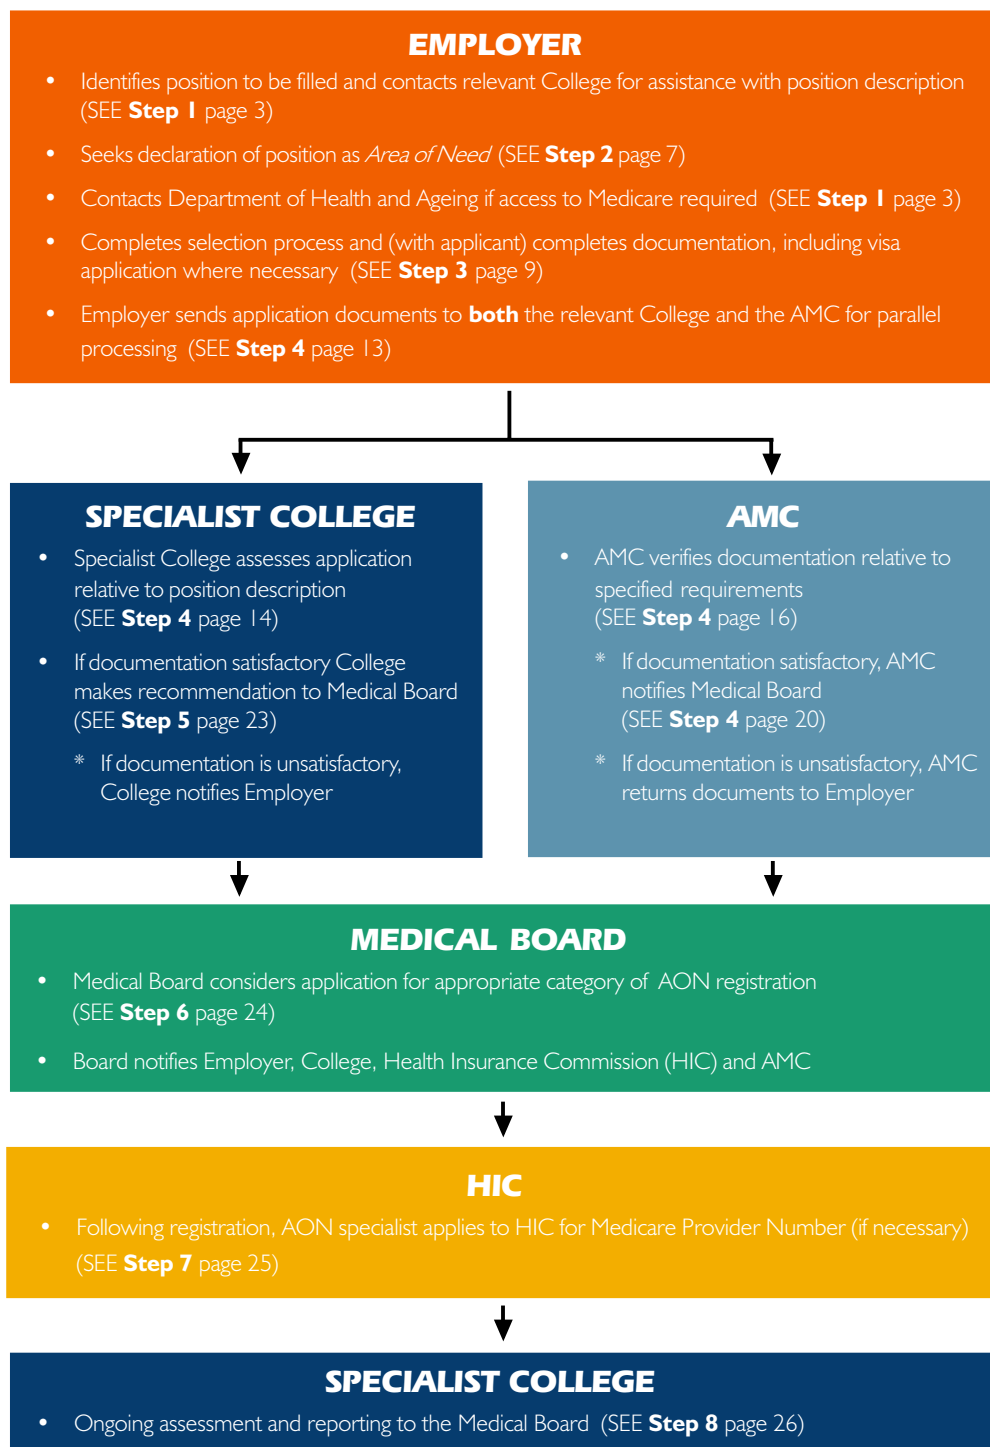 EMPLOYER
• Identifies position to be filled and contacts relevant College for assistance with position description
(SEE Step 1 page 3)
• Seeks declaration of position as Area of Need (SEE Step 2 page 7)
• Contacts Department of Health and Ageing if access to Medicare required (SEE Step 1 page 3)
• Completes selection process and (with applicant) completes documentation, including visa
application where necessary (SEE Step 3 page 9)
• Employer sends application documents to both the relevant College and the AMC for parallel
processing (SEE Step 4 page 13)
SPECIALIST COLLEGE
• Specialist College assesses application
relative to position description
(SEE Step 4 page 14)
• If documentation satisfactory College
makes recommendation to Medical Board
(SEE Step 5 page 23)
* If documentation is unsatisfactory,
College notifies Employer
AMC
• AMC verifies documentation relative to
specified requirements
(SEE Step 4 page 16)
* If documentation satisfactory, AMC
notifies Medical Board
(SEE Step 4 page 20)
* If documentation is unsatisfactory, AMC
returns documents to Employer
MEDICAL BOARD
• Medical Board considers application for appropriate category of AON registration
(SEE Step 6 page 24)
• Board notifies Employer, College, Health Insurance Commission (HIC) and AMC
HIC
• Following registration, AON specialist applies to HIC for Medicare Provider Number (if necessary)
(SEE Step 7 page 25)
SPECIALIST COLLEGE
• Ongoing assessment and reporting to the Medical Board (SEE Step 8 page 26)